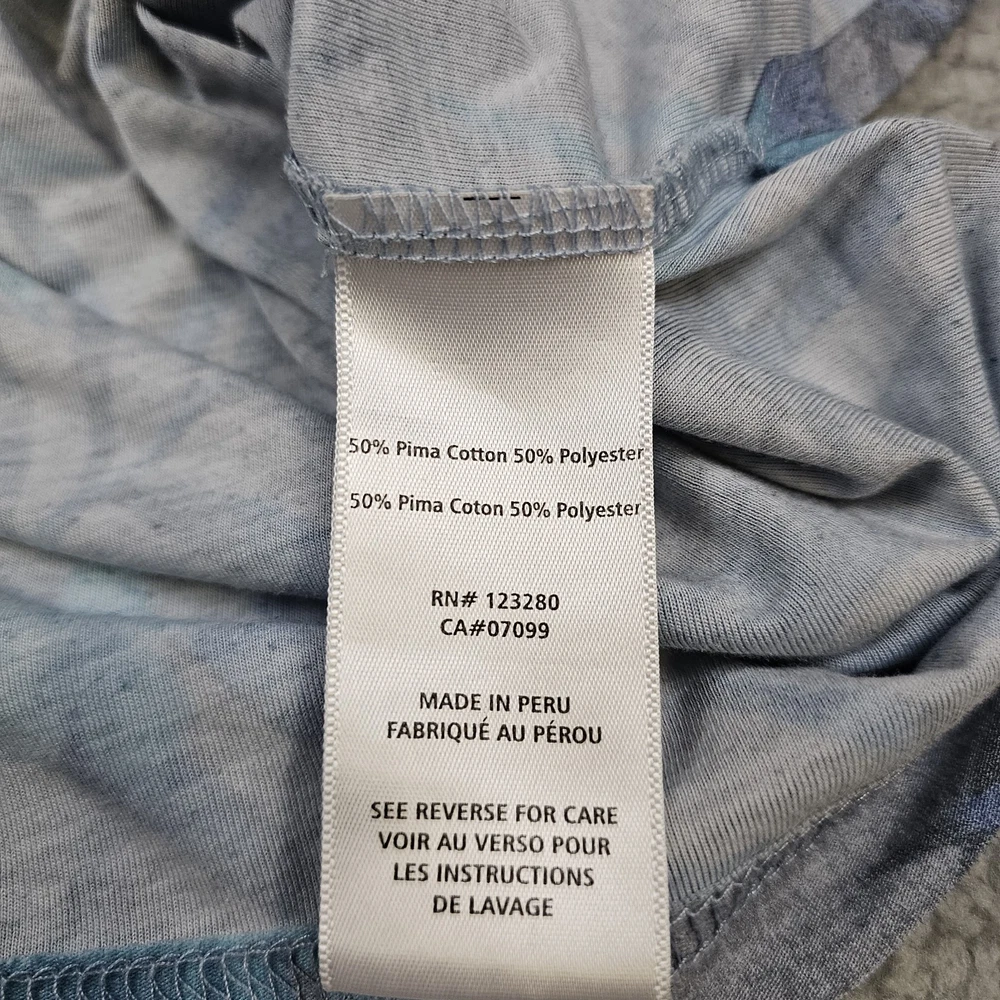 50% Pima Cotton 50% Polyester
50% Pima Coton 50% Polyester
RN# 123280
CA#07099
MADE IN PERU
FABRIQUÉ AU PÉROU
SEE REVERSE FOR CARE
VOIR AU VERSO POUR
LES INSTRUCTIONS
DE LAVAGE